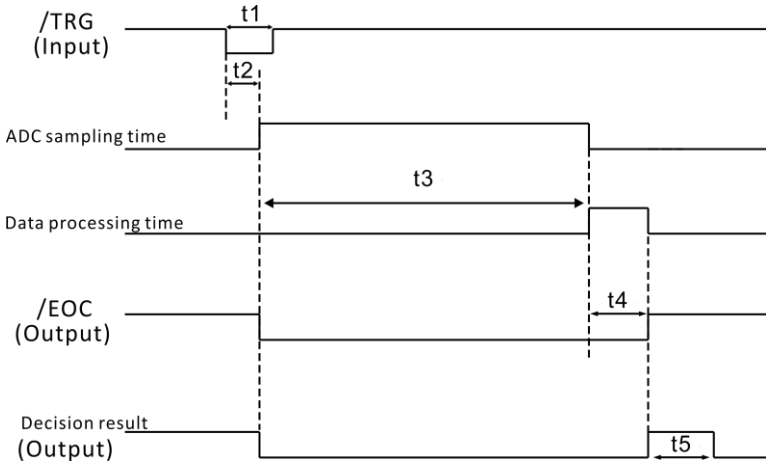 /TRG
(Input)
t1
t2
ADC sampling time
t3
Data processing time
t4
/EOC
(Output)
Decision result
(Output)
t5